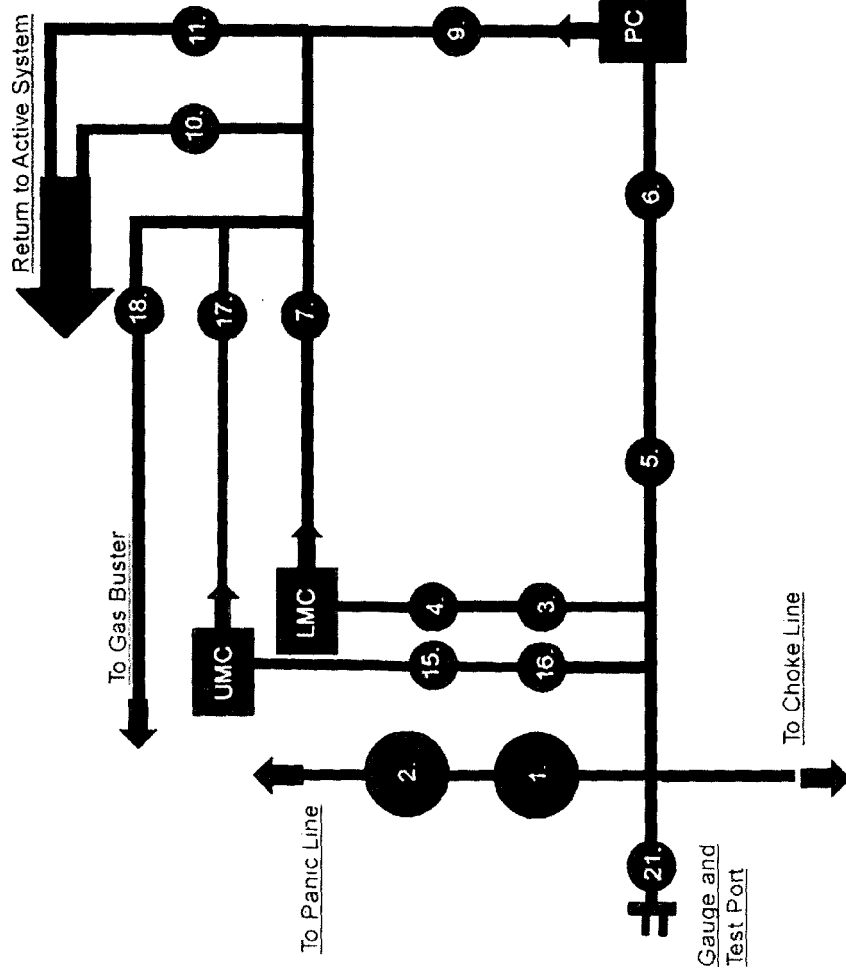 Return to Active System
To Gas Buster
18.
10.
11.
UMC
17.
LMC
7.
To Panic Line
2.
15.
4.
9.
1.
16.
3.
PC
21.
5.
6.
Gauge and
Test Port
To Choke Line